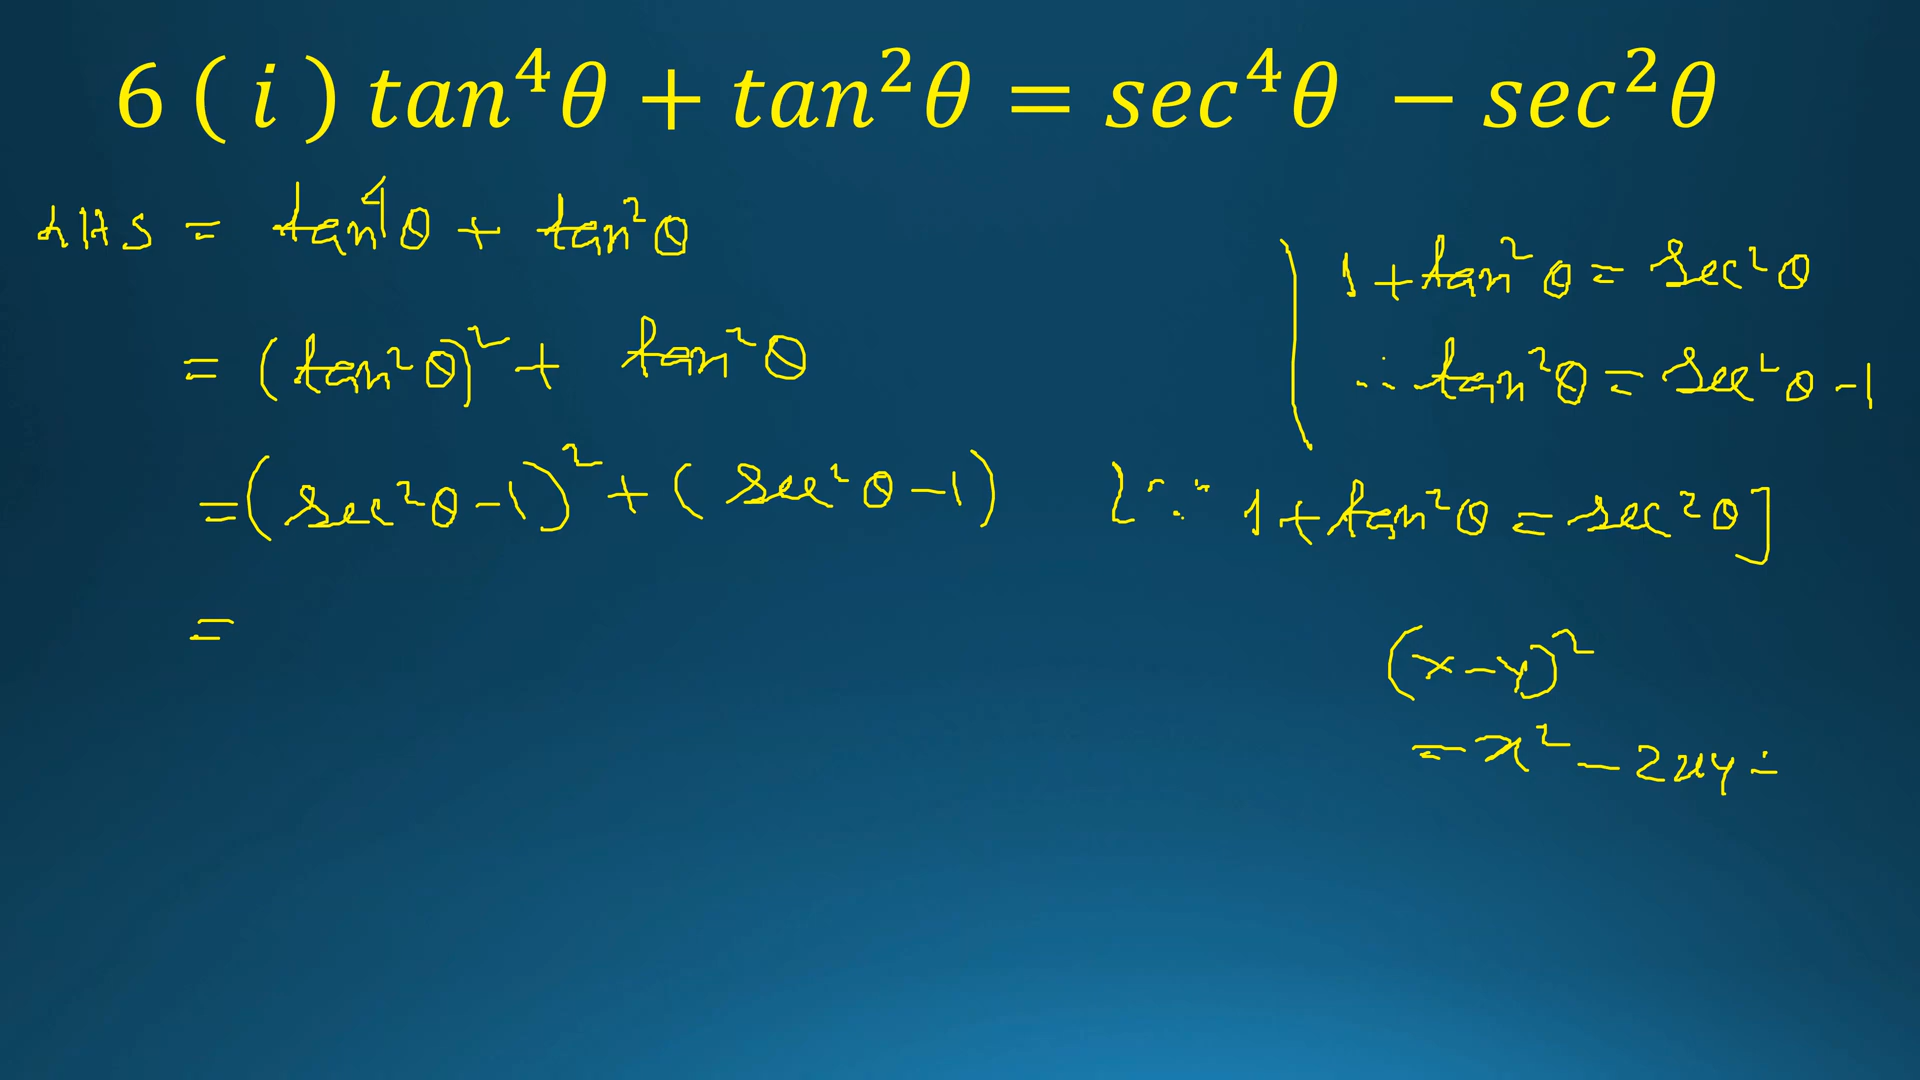 6 ( i ) tan⁴θ + tan²θ = sec⁴θ − sec²θ
LHS = tan⁴θ + tan²θ
= (tan²θ)² + tan²θ
= (sec²θ − 1)² + (sec²θ − 1) [∵ 1 + tan²θ = sec²θ]
=
1 + tan²θ = sec²θ
∴ tan²θ = sec²θ − 1
(x − y)²
= x² − 2xy